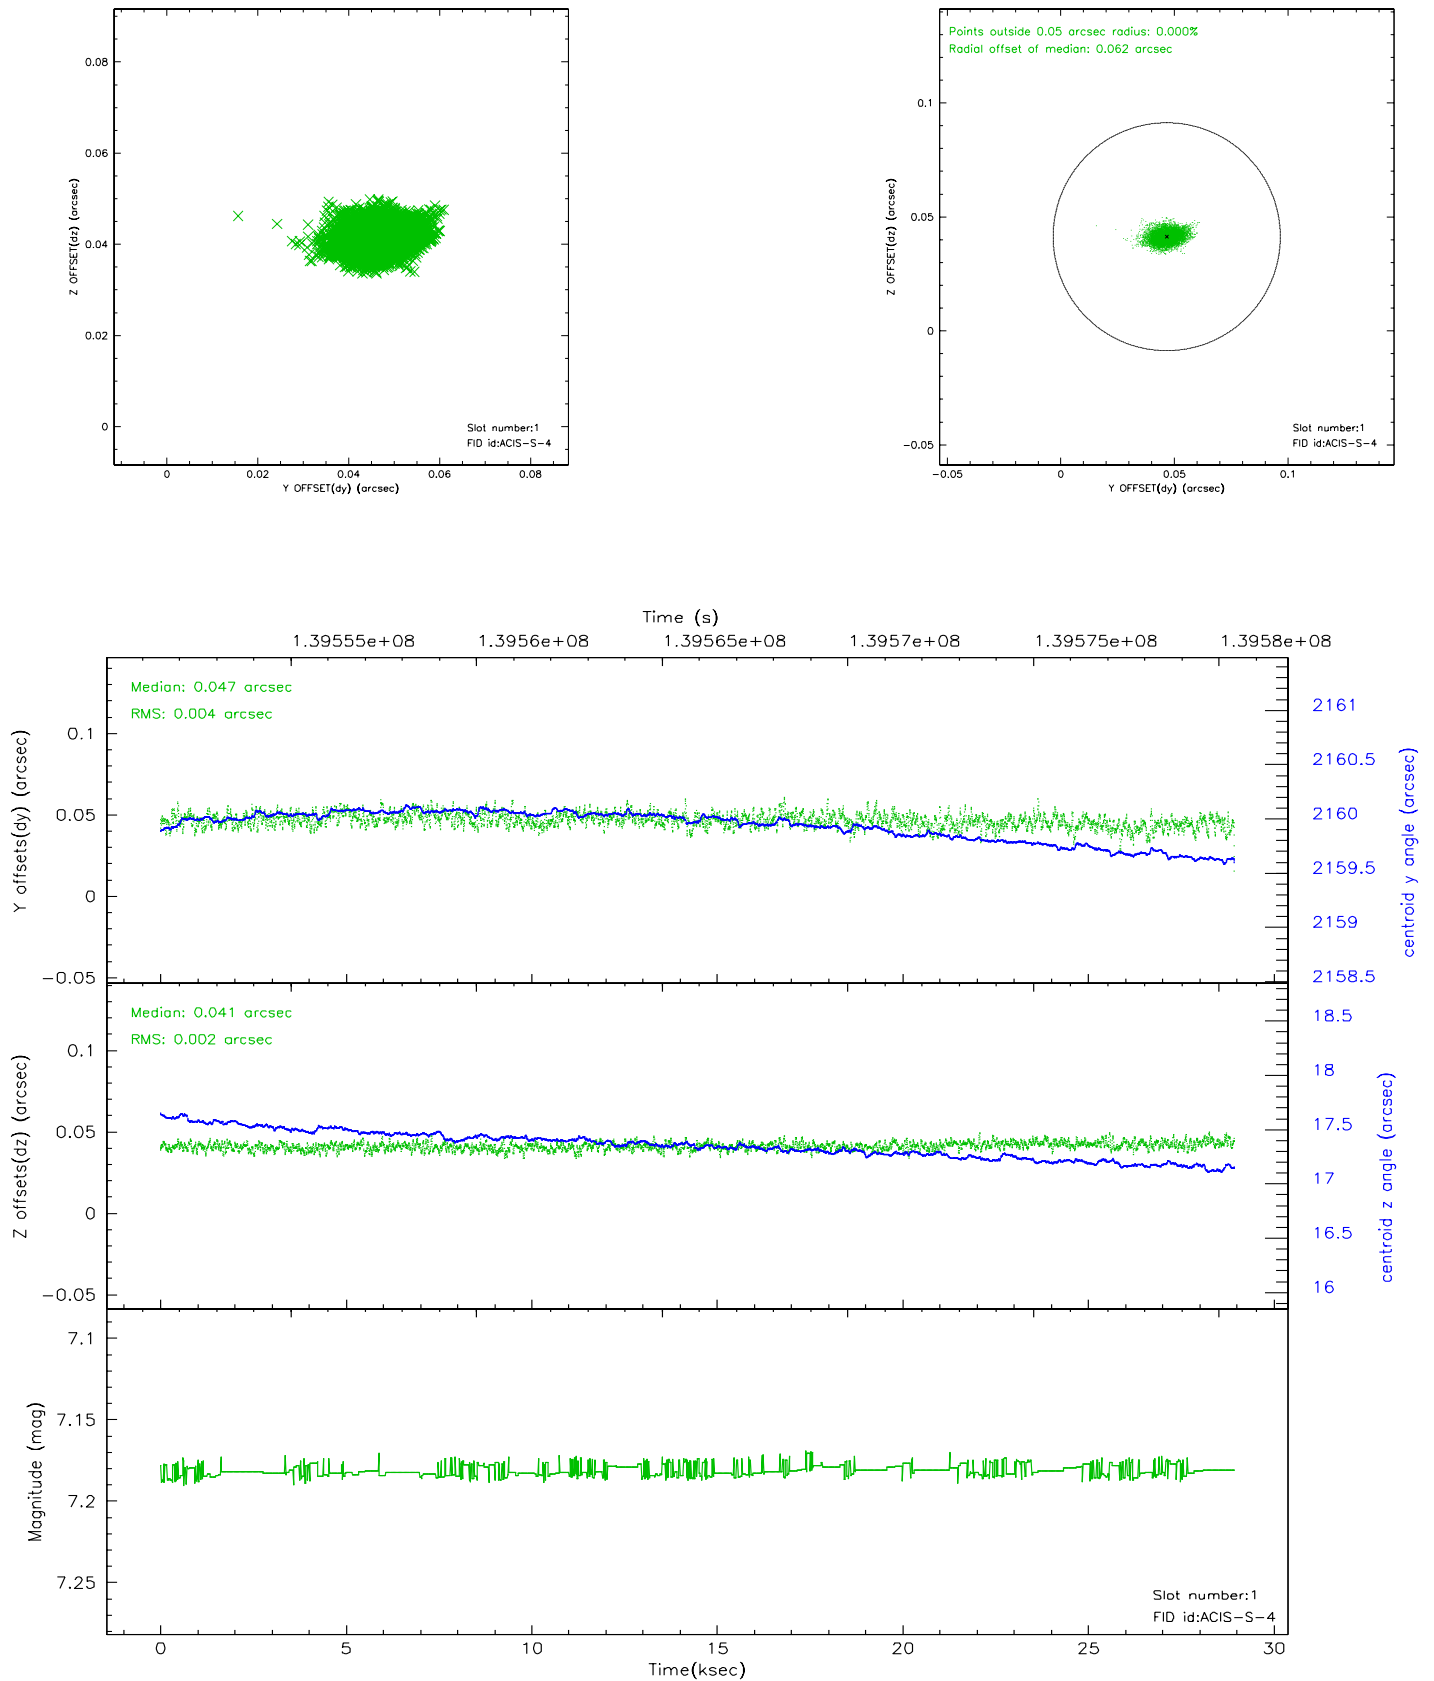 0.08
0.06
0.04
0.02
0
Z OFFSET(dz) (arcsec)
Slot number:1
FID id:ACIS-S-4
0 0.02 0.04 0.06 0.08
Y OFFSET(dy) (arcsec)
Points outside 0.05 arcsec radius: 0.000%
Radial offset of median: 0.062 arcsec
0.1
0.05
0
-0.05
Z OFFSET(dz) (arcsec)
Slot number:1
FID id:ACIS-S-4
-0.05 0 0.05 0.1
Y OFFSET(dy) (arcsec)
Time (s)
1.39555e+08 1.3956e+08 1.39565e+08 1.3957e+08 1.39575e+08 1.3958e+08
Median: 0.047 arcsec
RMS: 0.004 arcsec
0.1
0.05
0
-0.05
Y offsets(dy) (arcsec)
2161
2160.5
2160
2159.5
2159
2158.5
centroid y angle (arcsec)
Median: 0.041 arcsec
RMS: 0.002 arcsec
0.1
0.05
0
-0.05
Z offsets(dz) (arcsec)
18.5
18
17.5
17
16.5
16
centroid z angle (arcsec)
7.1
7.15
7.2
7.25
Magnitude (mag)
Slot number:1
FID id:ACIS-S-4
0 5 10 15 20 25 30
Time(ksec)